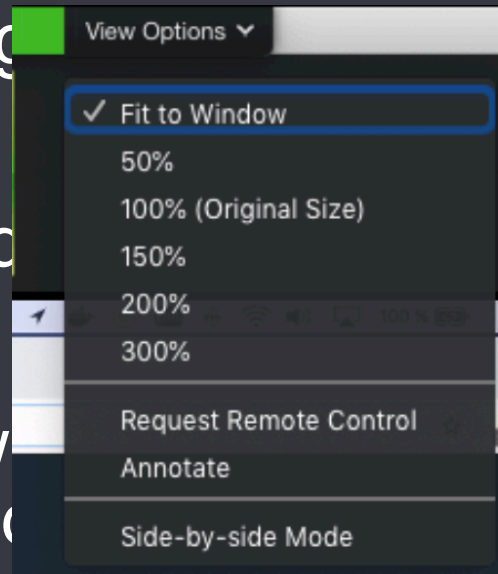 View Options
Fit to Window
50%
100% (Original Size)
150%
200%
300%
Request Remote Control
Annotate
Side-by-side Mode